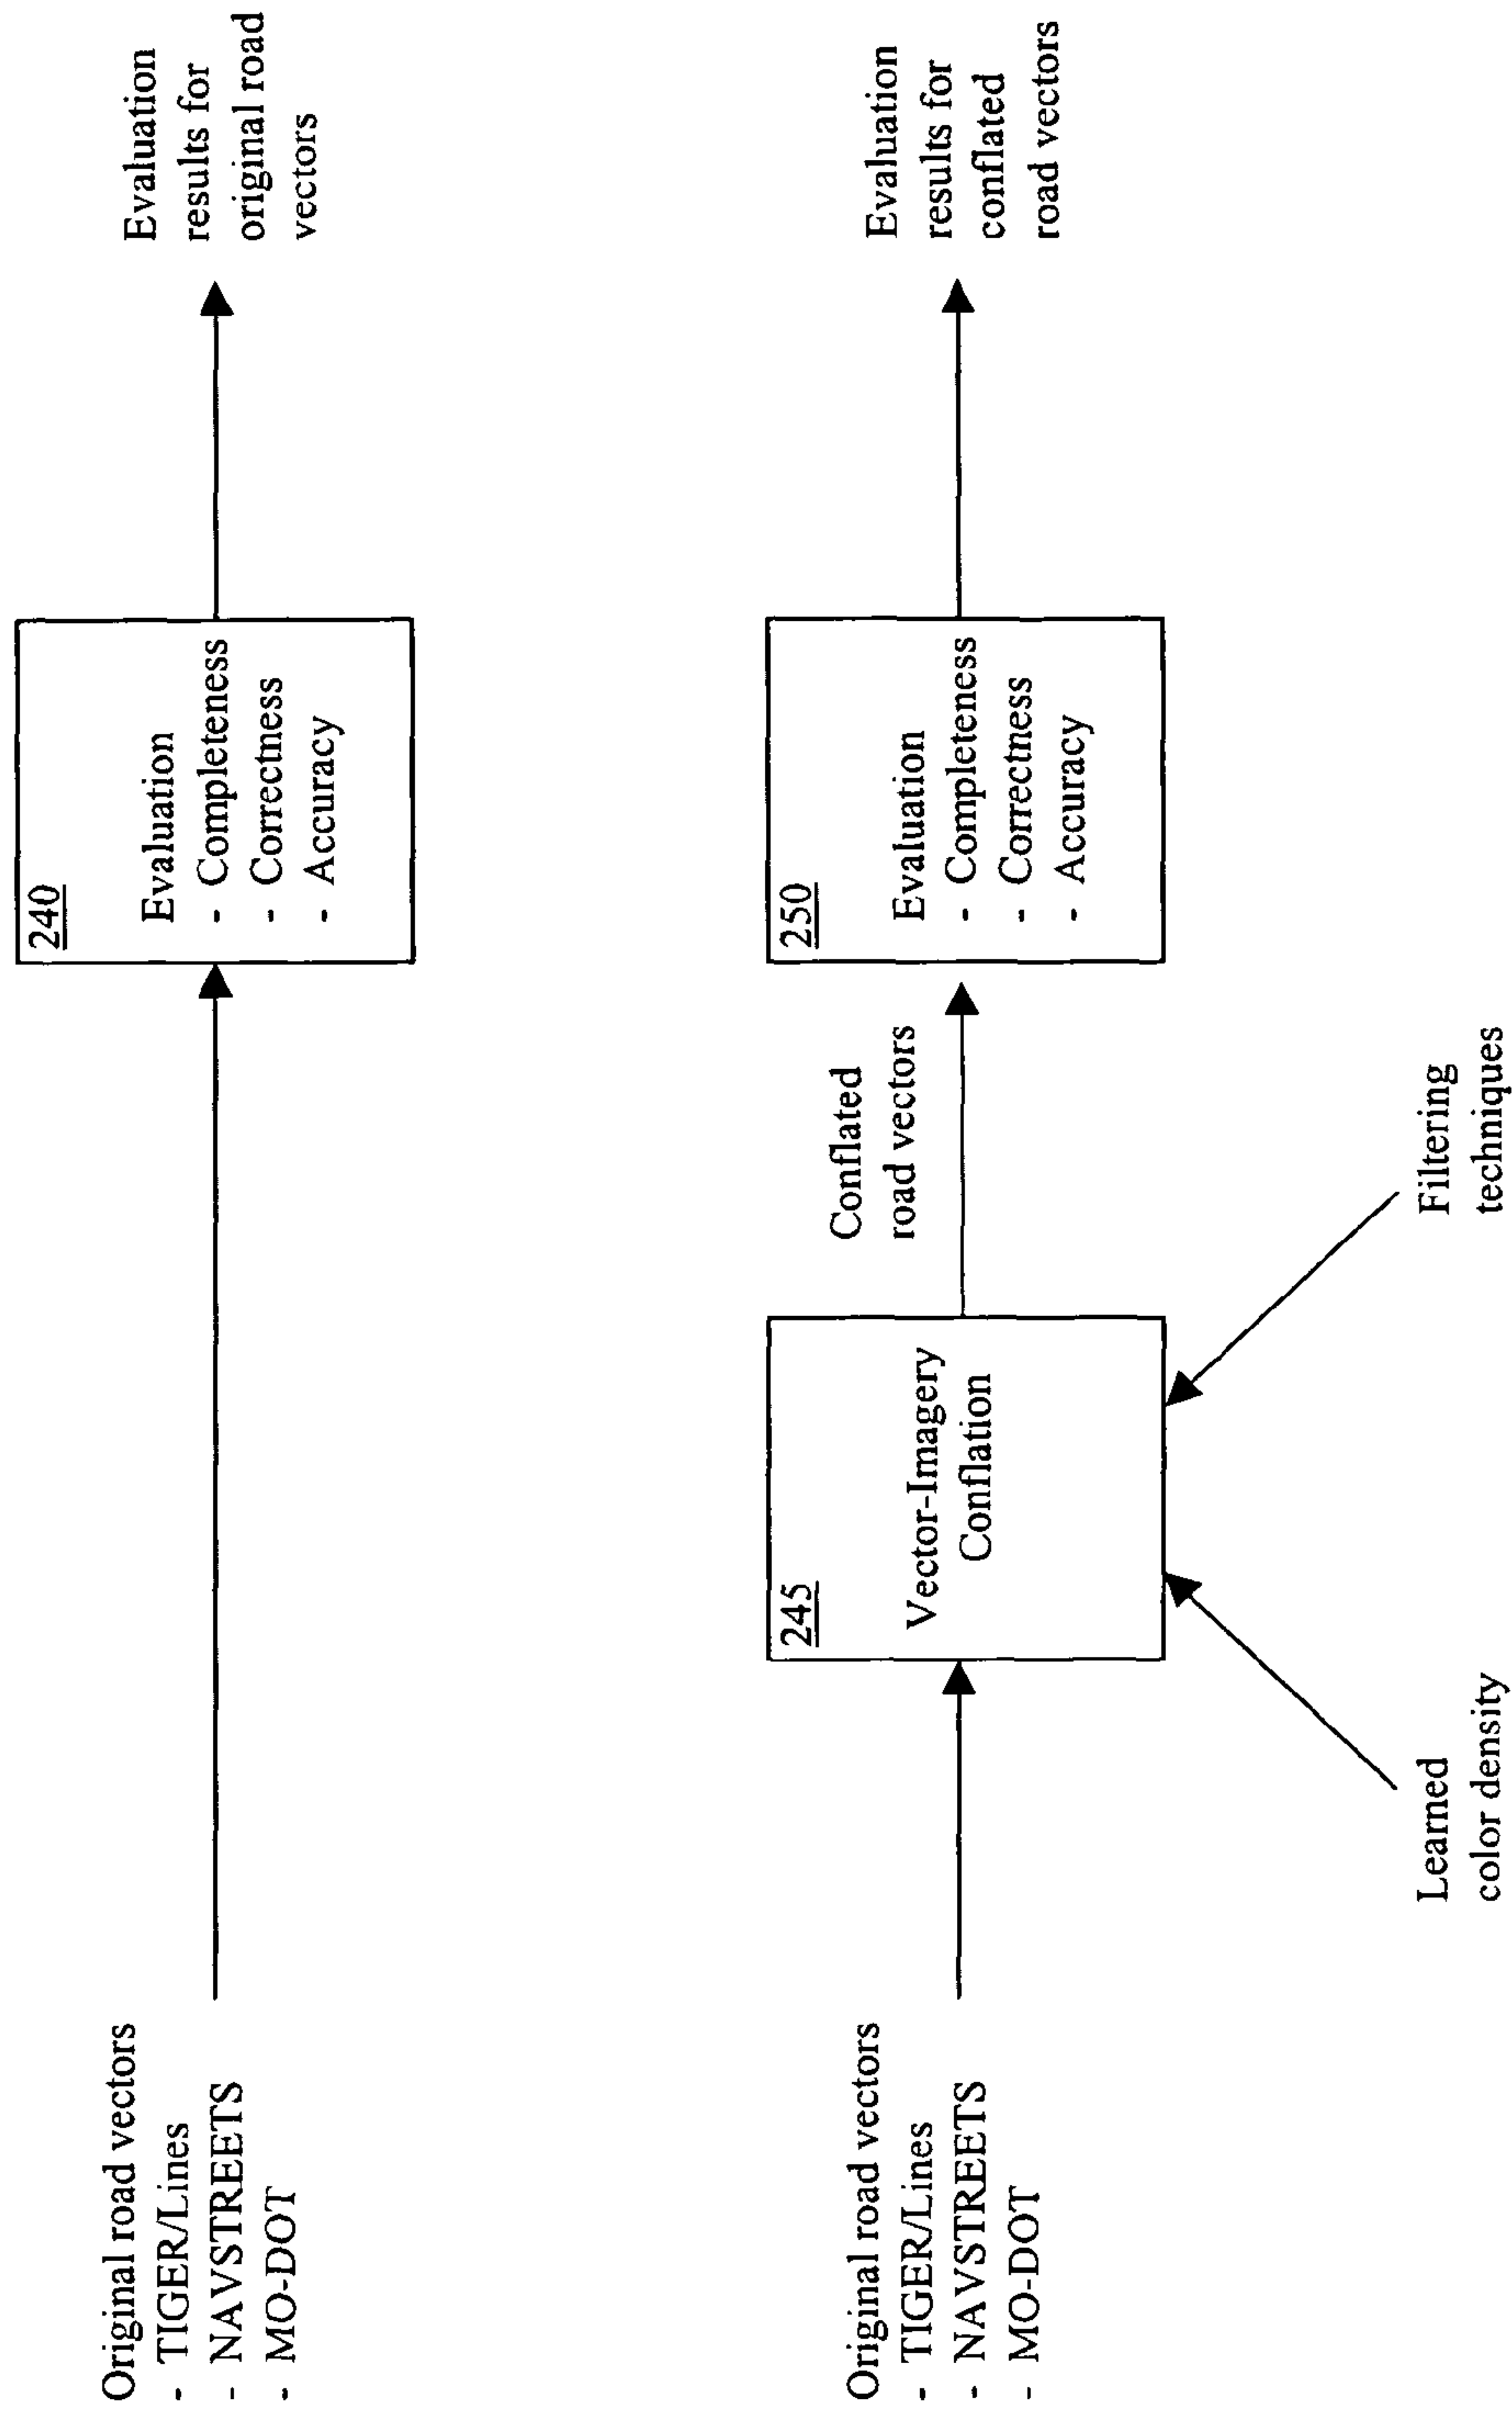 Original road vectors
- TIGER/Lines
- NAVSTREETS
- MO-DOT
240
Evaluation
- Completeness
- Correctness
- Accuracy
Evaluation
results for
original road
vectors
Original road vectors
- TIGER/Lines
- NAVSTREETS
- MO-DOT
245
Vector-Imagery
Conflation
Conflated
road vectors
250
Evaluation
- Completeness
- Correctness
- Accuracy
Evaluation
results for
conflated
road vectors
Learned
color density
Filtering
techniques